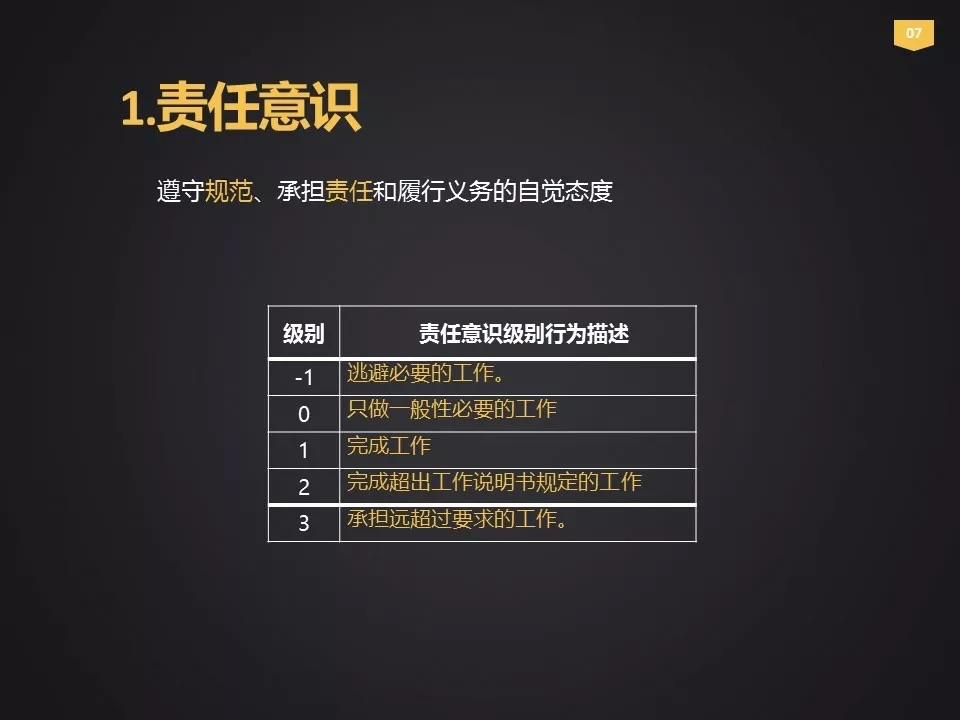 07
1.责任意识
遵守规范、承担责任和履行义务的自觉态度
级别 责任意识级别行为描述
-1 逃避必要的工作。
0 只做一般性必要的工作
1 完成工作
2 完成超出工作说明书规定的工作
3 承担远超过要求的工作。